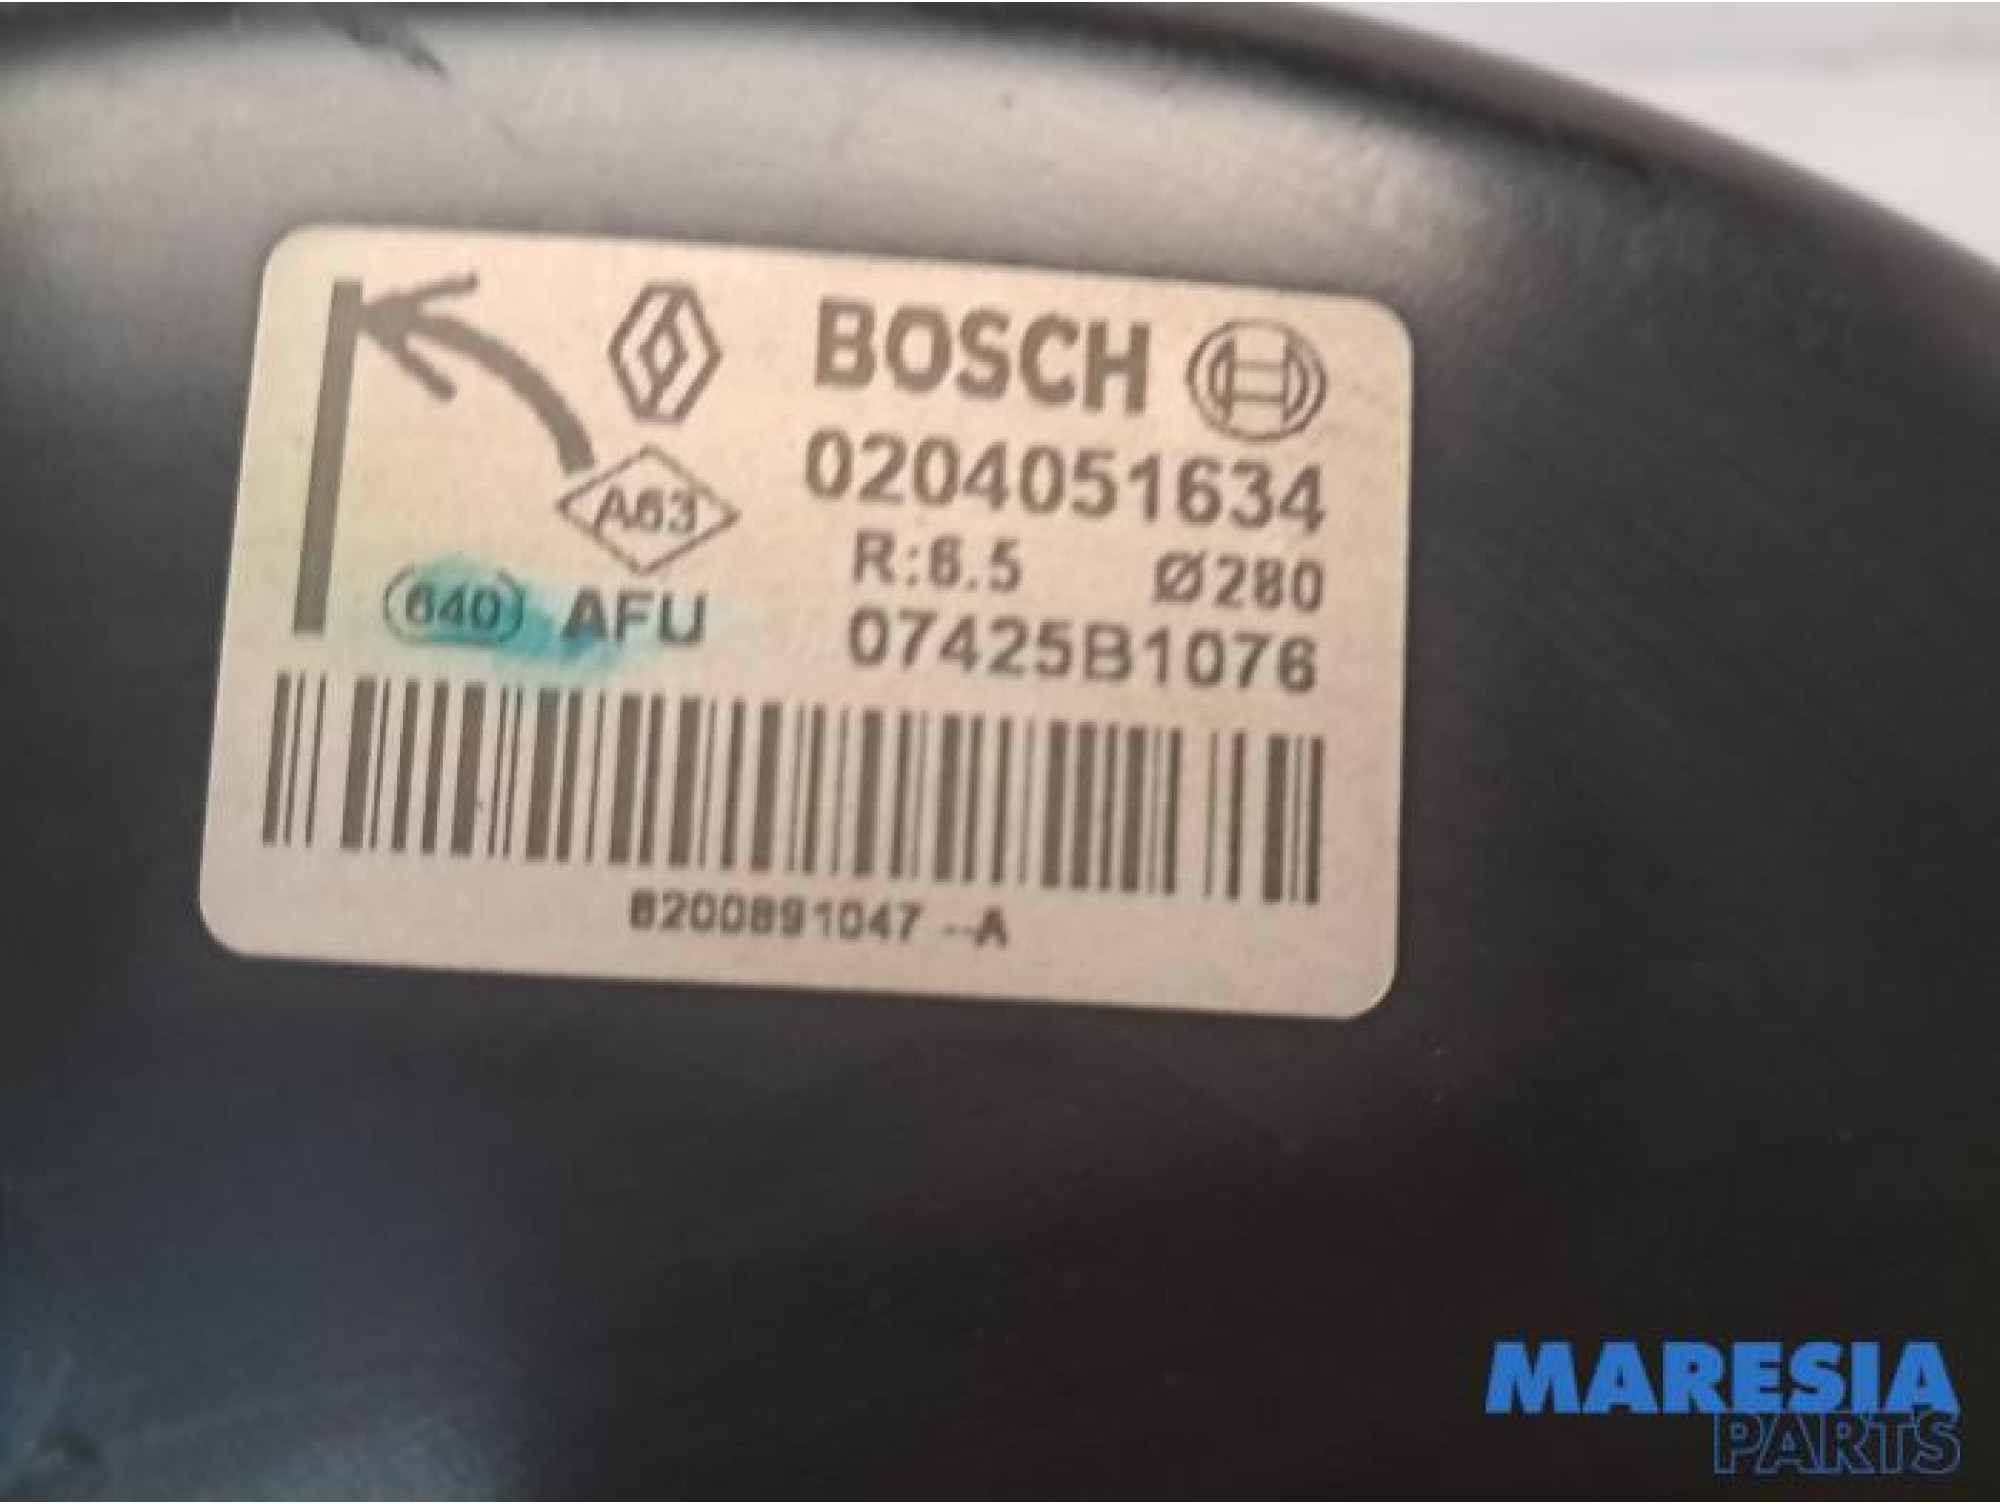 BOSCH
0204051634
A63
R:6.5 Ø280
640 AFU
07425B1076
8200891047 --A
MARESIA
PARTS